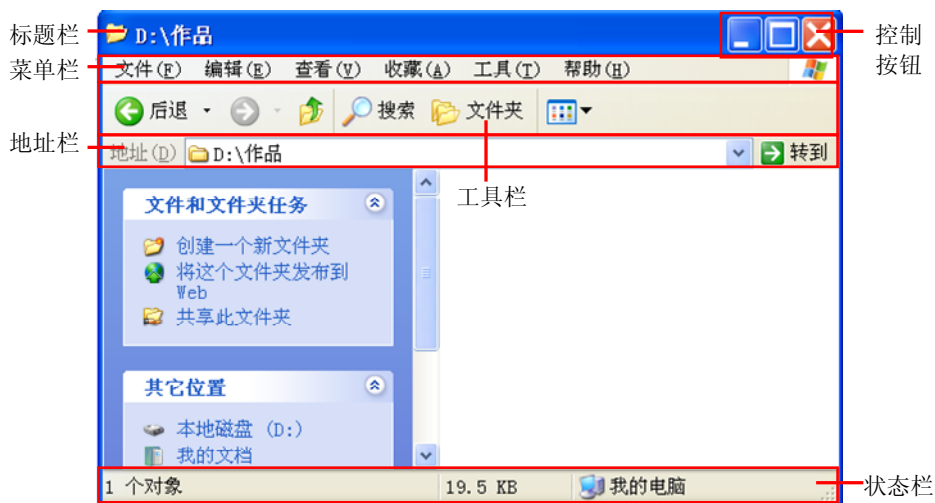 标题栏
D:\作品
控制
按钮
菜单栏
文件(F) 编辑(E) 查看(V) 收藏(A) 工具(T) 帮助(H)
后退 搜索 文件夹
地址栏
地址(D) D:\作品 转到
工具栏
文件和文件夹任务
创建一个新文件夹
将这个文件夹发布到
Web
共享此文件夹
其它位置
本地磁盘 (D:)
我的文档
1 个对象 19.5 KB 我的电脑
状态栏